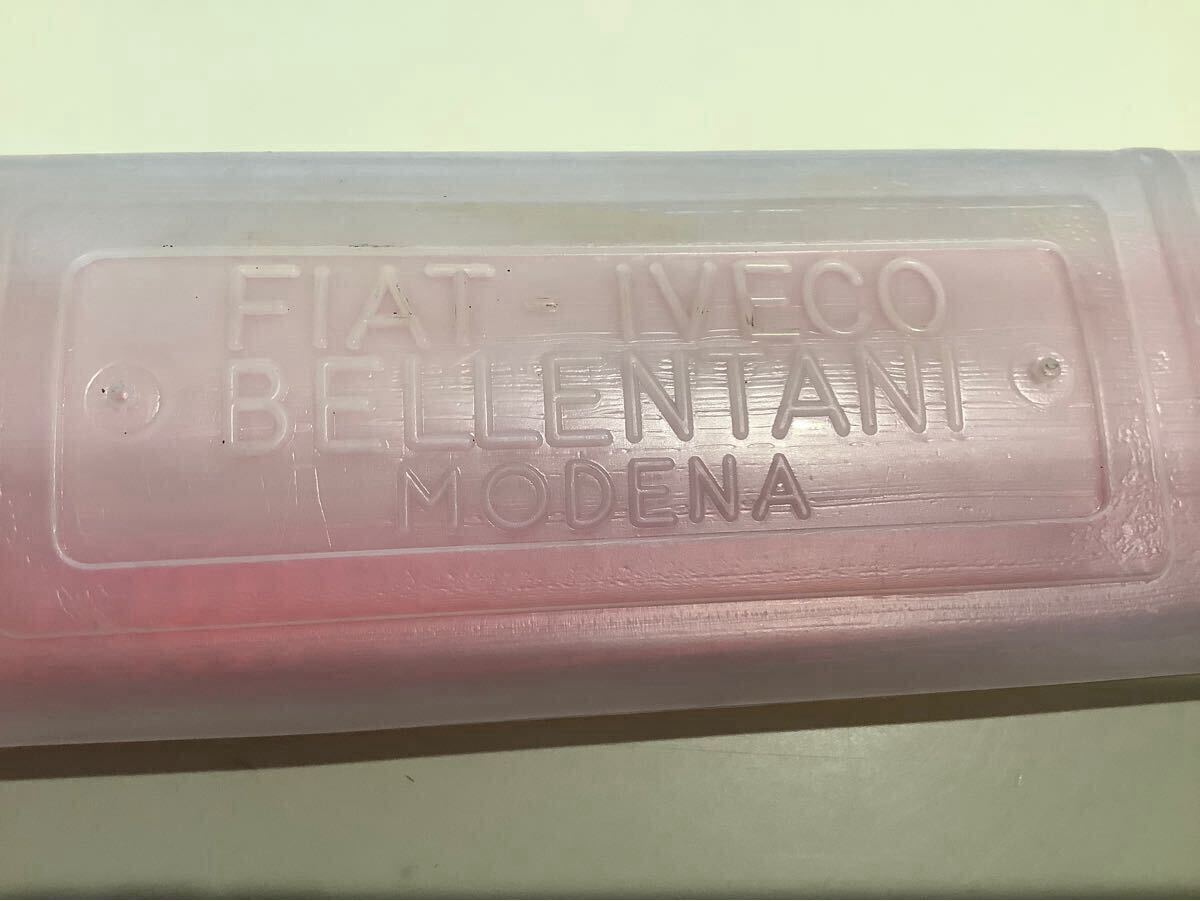 FIAT - IVECO
BELLENTANI
MODENA